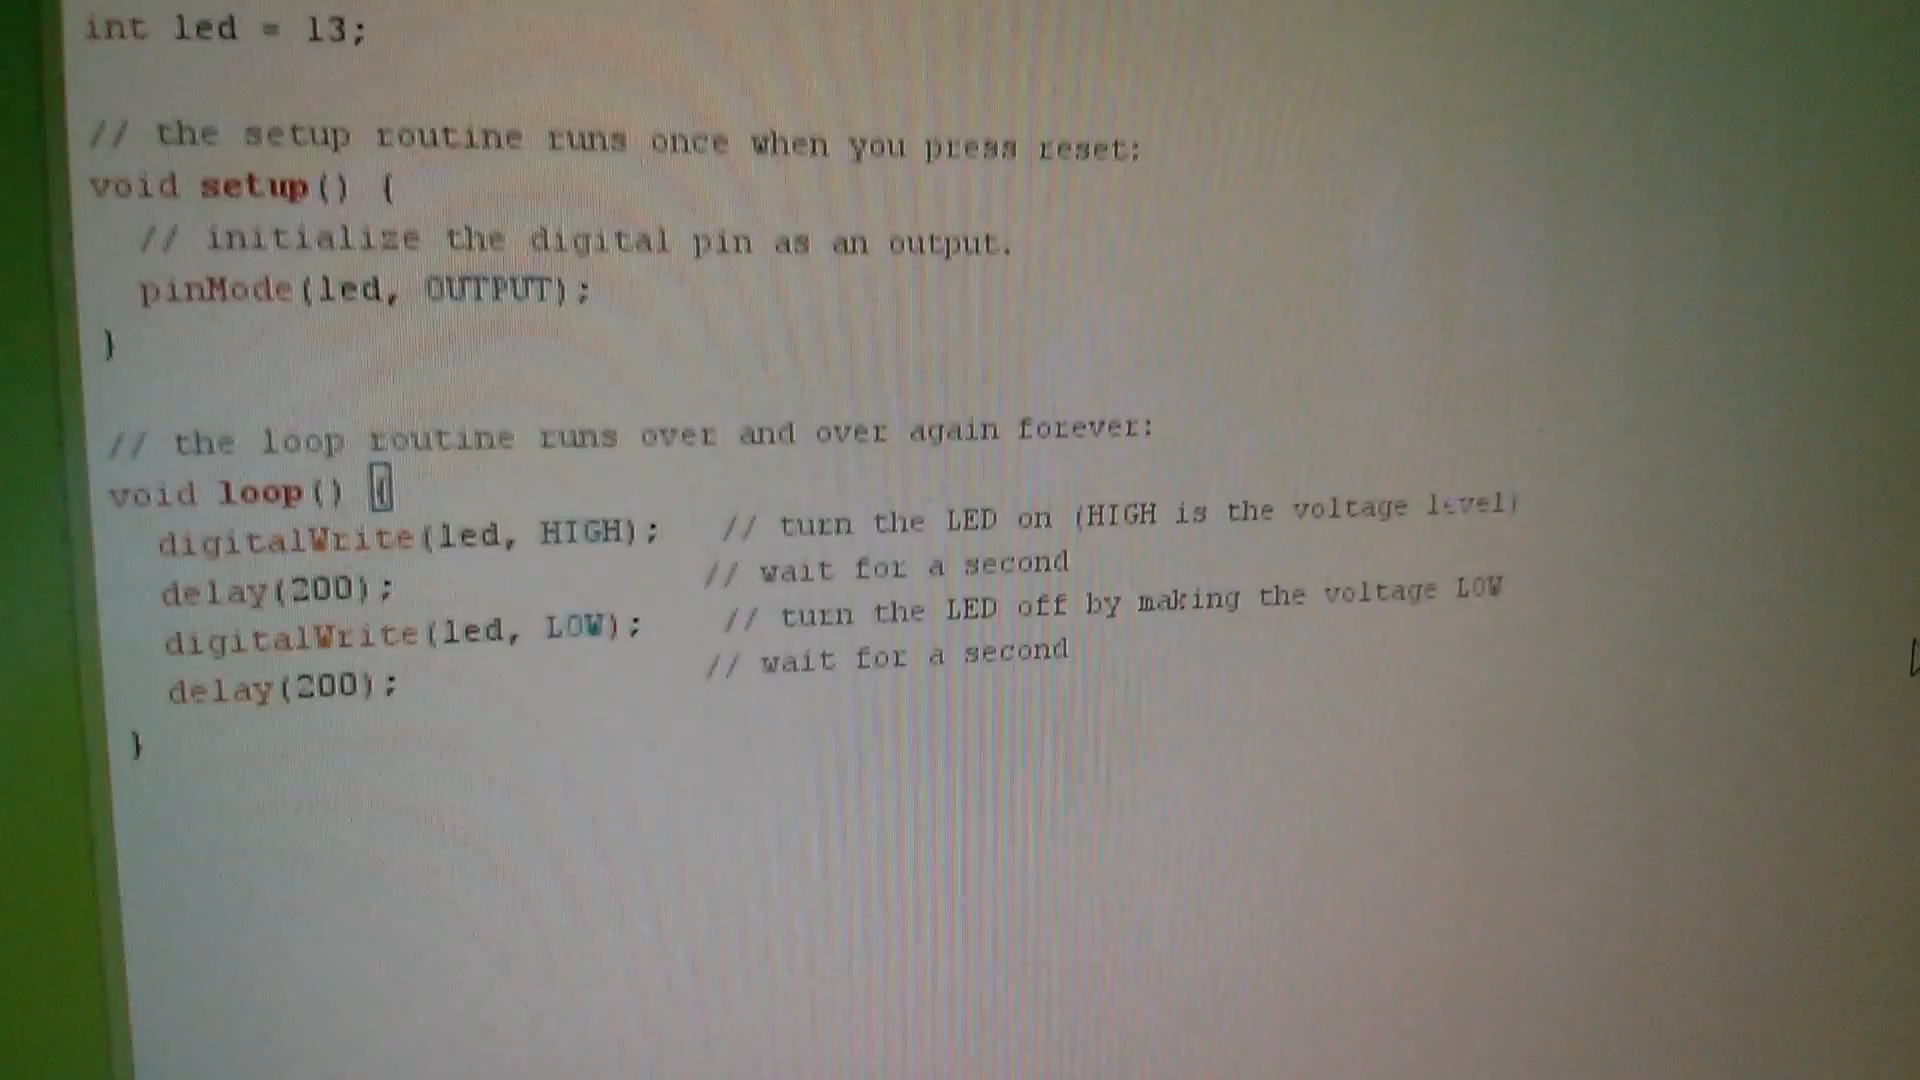 int led = 13;
// the setup routine runs once when you press reset:
void setup() {
// initialize the digital pin as an output.
pinMode(led, OUTPUT);
}
// the loop routine runs over and over again forever:
void loop() {
digitalWrite(led, HIGH); // turn the LED on (HIGH is the voltage level)
delay(200); // wait for a second
digitalWrite(led, LOW); // turn the LED off by making the voltage LOW
delay(200); // wait for a second
}